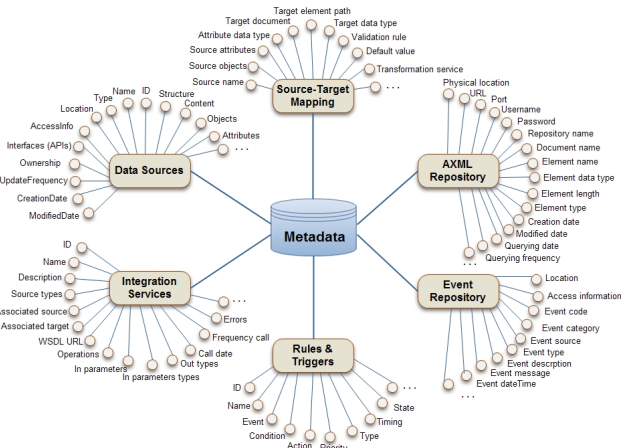 Target element path
Target document
Target data type
Attribute data type
Validation rule
Source attributes
Default value
Source objects
Transformation service
Source name
. . .
Source-Target
Mapping
Physical location
URL
Port
Username
Password
Repository name
Document name
Element name
Element data type
Element length
Element type
Creation date
Modified date
Querying date
Querying frequency
. . .
AXML
Repository
Name
ID
Structure
Type
Content
Location
Objects
AccessInfo
Attributes
Interfaces (APIs)
. . .
Ownership
UpdateFrequency
CreationDate
ModifiedDate
Data Sources
Metadata
ID
Name
Description
Source types
Associated source
Associated target
WSDL URL
Operations
In parameters
In parameters types
Out types
Call date
Frequency call
Errors
. . .
Integration
Services
Event
Repository
Location
Access information
Event code
Event category
Event source
Event type
Event descrption
Event message
Event dateTime
. . .
Rules &
Triggers
ID
Name
Event
Condition
Action
Priority
Type
Timing
State
. . .